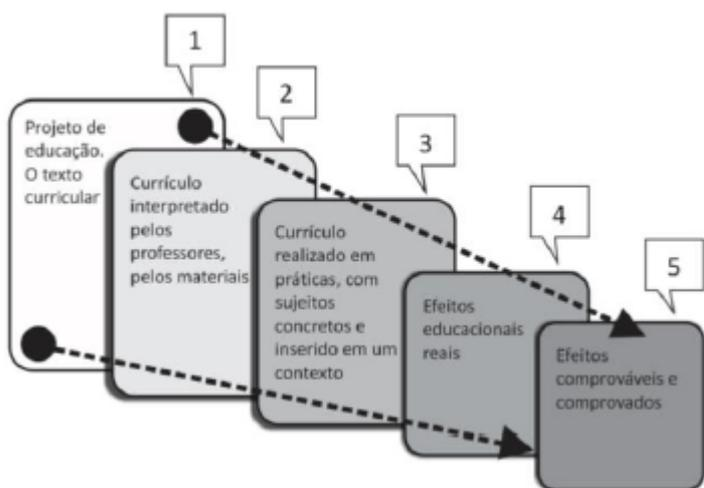 1
Projeto de
educação.
O texto
curricular
2
Currículo
interpretado
pelos
professores,
pelos materiais
3
Currículo
realizado em
práticas, com
sujeitos
concretos e
inserido em um
contexto
4
Efeitos
educacionais
reais
5
Efeitos
comprováveis e
comprovados